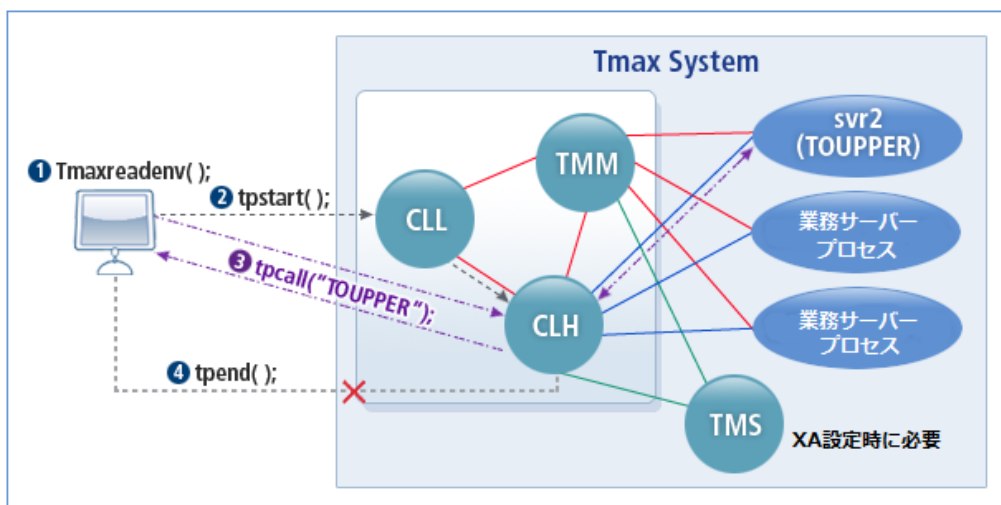 Tmax System
svr2
(TOUPPER)
TMM
❶ Tmaxreadenv( );
❷ tpstart( );
CLL
業務サーバー
プロセス
❸ tpcall("TOUPPER");
CLH
業務サーバー
プロセス
❹ tpend( );
TMS
XA設定時に必要